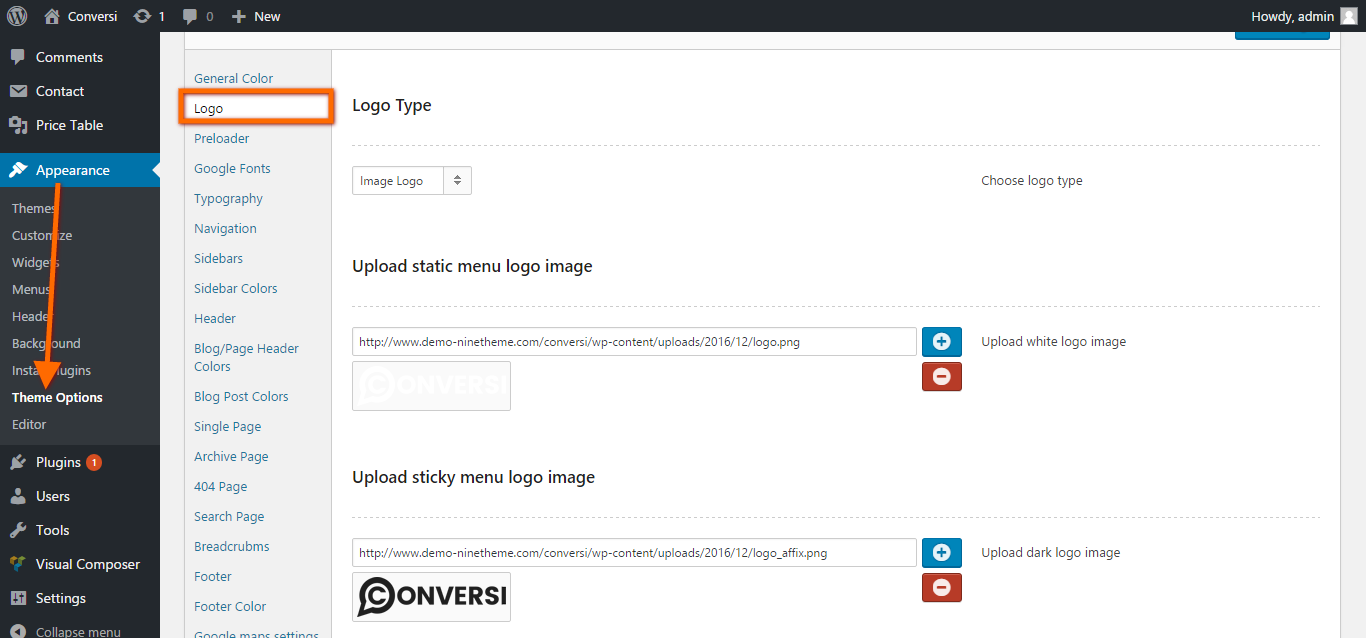 Conversi 1 0 New Howdy, admin
Comments
Contact
Price Table
Appearance
Themes
Customize
Widgets
Menus
Header
Background
Install Plugins
Theme Options
Editor
Plugins 1
Users
Tools
Visual Composer
Settings
Collapse menu
General Color
Logo
Preloader
Google Fonts
Typography
Navigation
Sidebars
Sidebar Colors
Header
Blog/Page Header
Colors
Blog Post Colors
Single Page
Archive Page
404 Page
Search Page
Breadcrubms
Footer
Footer Color
Google maps settings
Logo Type
Image Logo
Choose logo type
Upload static menu logo image
http://www.demo-ninetheme.com/conversi/wp-content/uploads/2016/12/logo.png
Upload white logo image
CONVERSI
Upload sticky menu logo image
http://www.demo-ninetheme.com/conversi/wp-content/uploads/2016/12/logo_affix.png
Upload dark logo image
CONVERSI